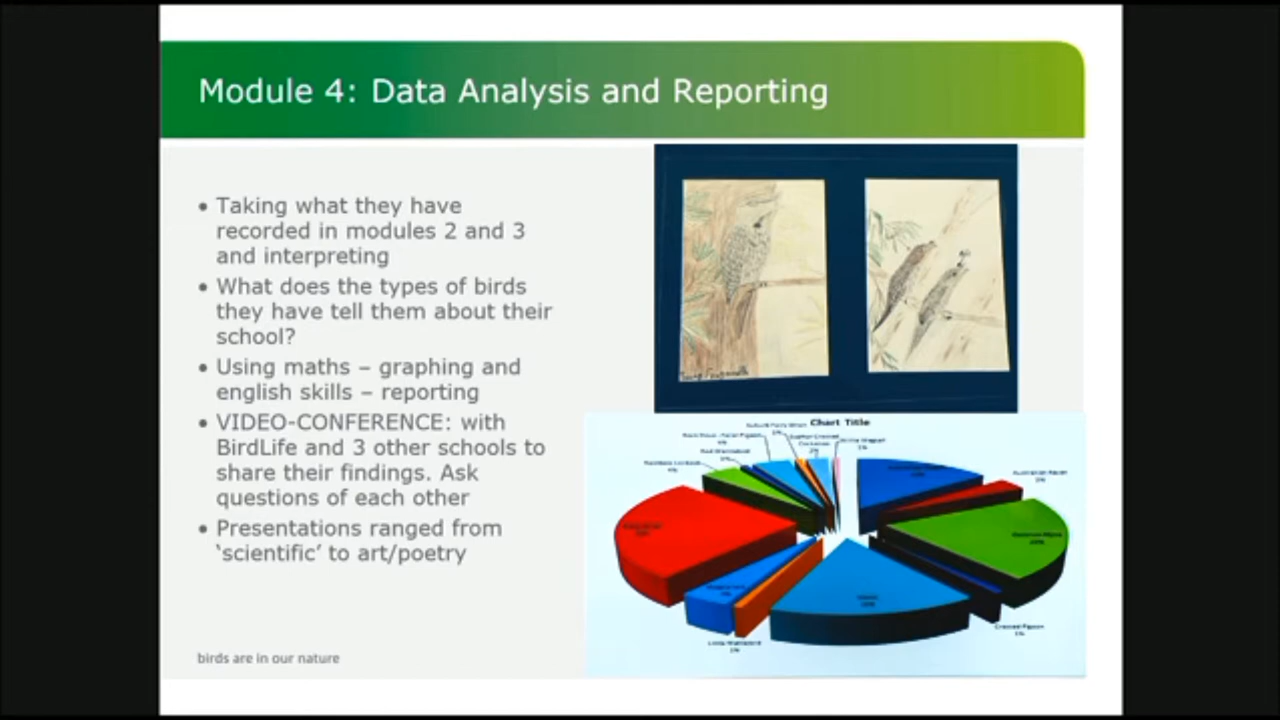 Module 4: Data Analysis and Reporting
• Taking what they have
recorded in modules 2 and 3
and interpreting
• What does the types of birds
they have tell them about their
school?
• Using maths – graphing and
english skills – reporting
• VIDEO-CONFERENCE: with
BirdLife and 3 other schools to
share their findings. Ask
questions of each other
• Presentations ranged from
‘scientific’ to art/poetry
birds are in our nature
Chart Title
Crested Pigeon